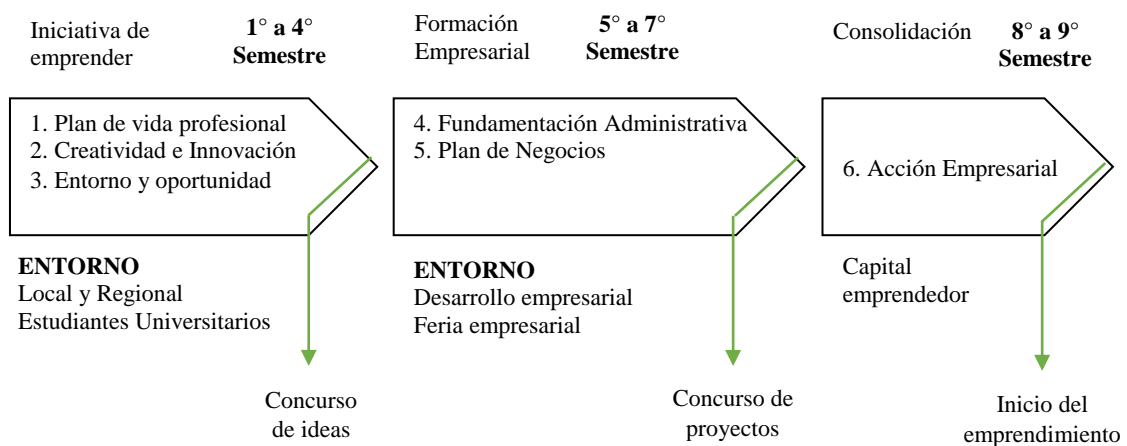 Iniciativa de
emprender
1° a 4°
Semestre
Formación
Empresarial
5° a 7°
Semestre
Consolidación
8° a 9°
Semestre
1. Plan de vida profesional
2. Creatividad e Innovación
3. Entorno y oportunidad
4. Fundamentación Administrativa
5. Plan de Negocios
6. Acción Empresarial
ENTORNO
Local y Regional
Estudiantes Universitarios
ENTORNO
Desarrollo empresarial
Feria empresarial
Capital
emprendedor
Concurso
de ideas
Concurso de
proyectos
Inicio del
emprendimiento